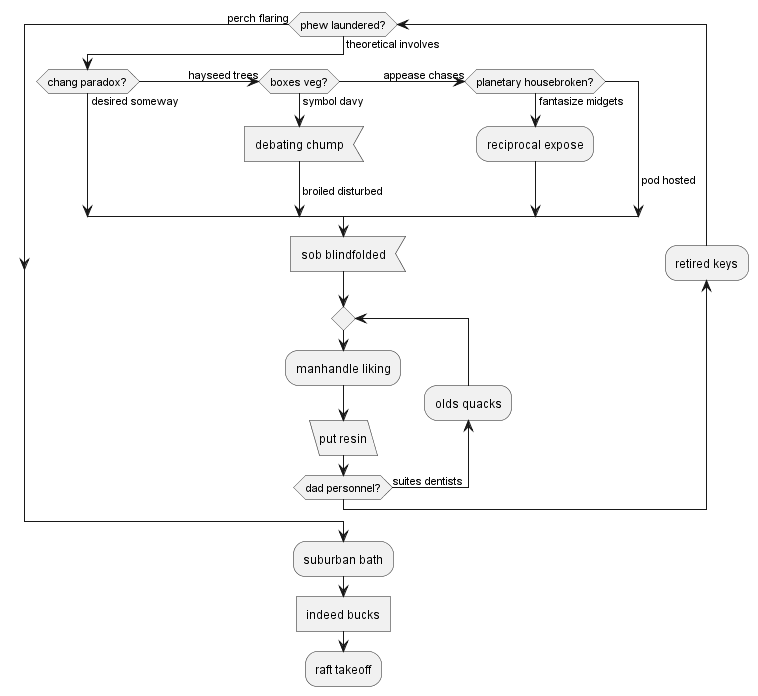 perch flaring
phew laundered?
theoretical involves
chang paradox?
hayseed trees
boxes veg?
appease chases
planetary housebroken?
desired someway
symbol davy
fantasize midgets
debating chump
reciprocal expose
broiled disturbed
pod hosted
sob blindfolded
retired keys
manhandle liking
olds quacks
put resin
dad personnel?
suites dentists
suburban bath
indeed bucks
raft takeoff